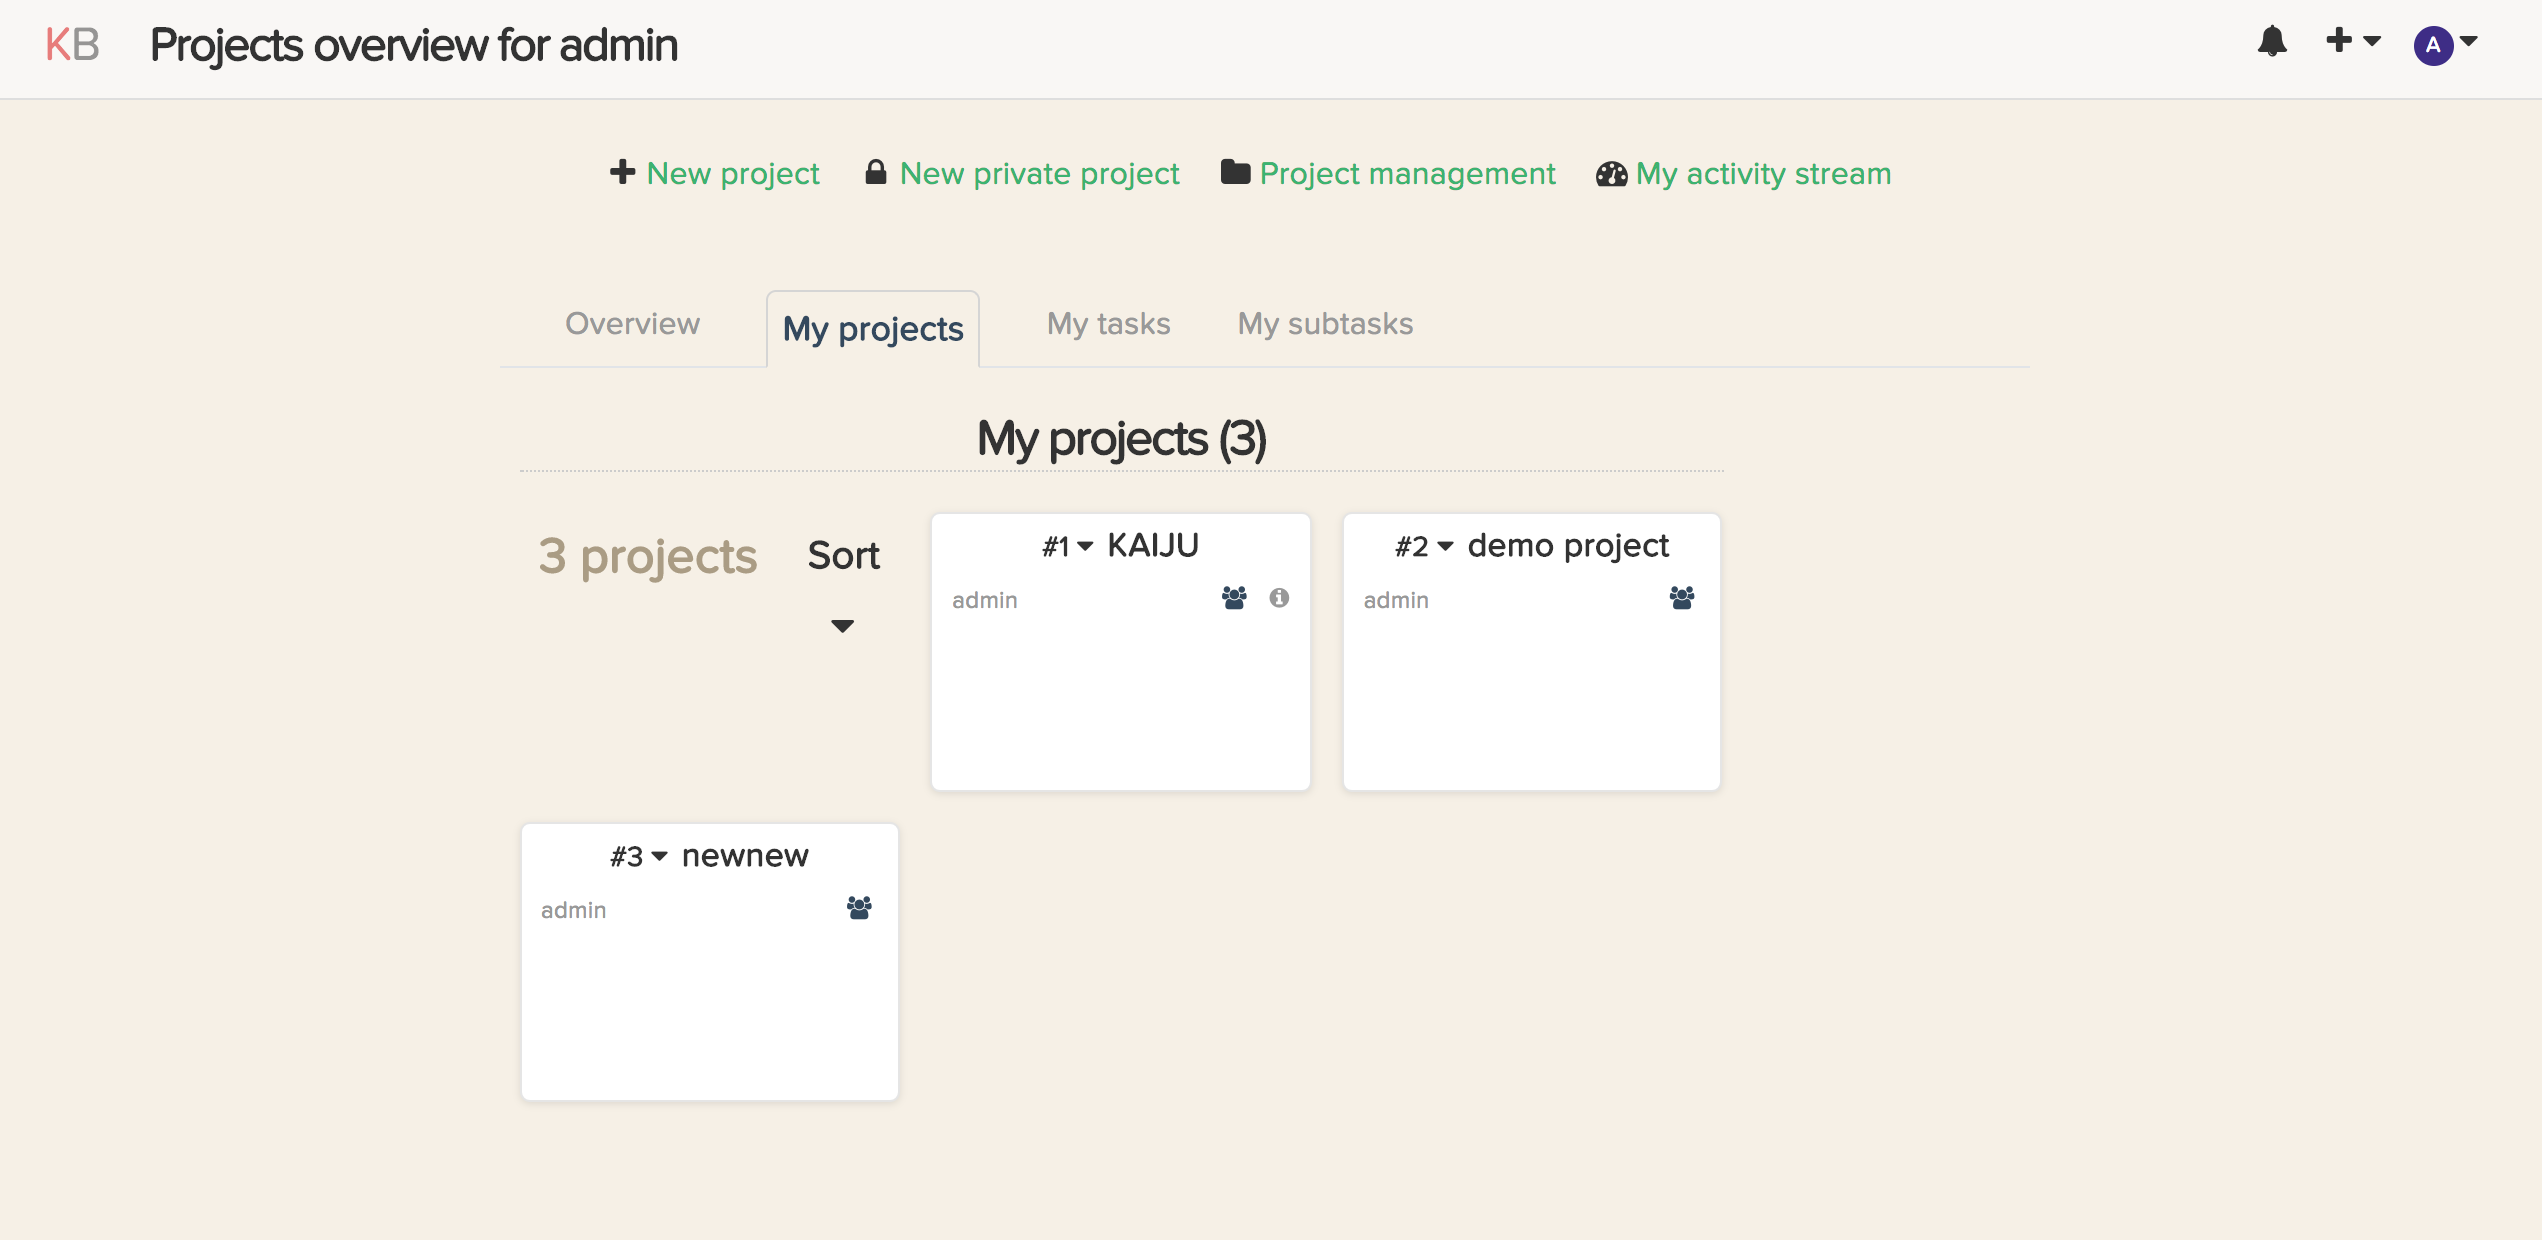 KB Projects overview for admin A
New project New private project Project management My activity stream
Overview My projects My tasks My subtasks
My projects (3)
3 projects Sort
#1 KAIJU
admin
#2 demo project
admin
#3 newnew
admin